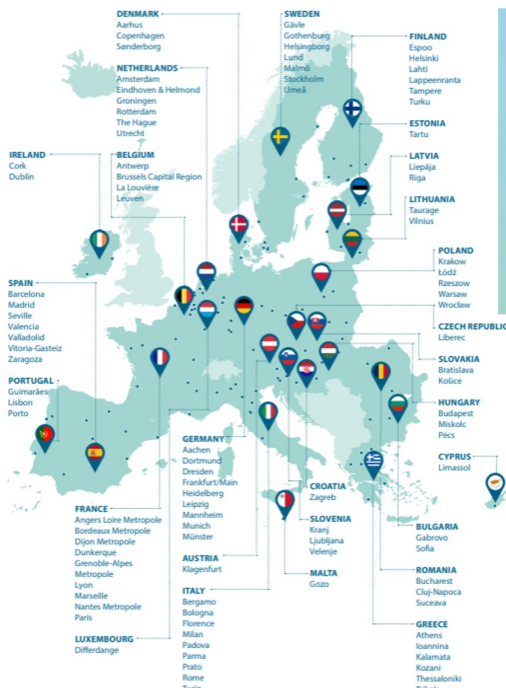 DENMARK
Aarhus
Copenhagen
Sønderborg
NETHERLANDS
Amsterdam
Eindhoven & Helmond
Groningen
Rotterdam
The Hague
Utrecht
SWEDEN
Gävle
Gothenburg
Helsingborg
Lund
Malmö
Stockholm
Umeå
FINLAND
Espoo
Helsinki
Lahti
Lappeenranta
Tampere
Turku
ESTONIA
Tartu
LATVIA
Liepāja
Riga
LITHUANIA
Taurage
Vilnius
IRELAND
Cork
Dublin
BELGIUM
Antwerp
Brussels Capital Region
La Louvière
Leuven
POLAND
Krakow
Łódź
Rzeszow
Warsaw
Wrocław
CZECH REPUBLIC
Liberec
SLOVAKIA
Bratislava
Košice
HUNGARY
Budapest
Miskolc
Pécs
CYPRUS
Limassol
SPAIN
Barcelona
Madrid
Seville
Valencia
Valladolid
Vitoria-Gasteiz
Zaragoza
PORTUGAL
Guimarães
Lisbon
Porto
FRANCE
Angers Loire Metropole
Bordeaux Metropole
Dijon Metropole
Dunkerque
Grenoble-Alpes
Metropole
Lyon
Marseille
Nantes Metropole
Paris
LUXEMBOURG
Differdange
GERMANY
Aachen
Dortmund
Dresden
Frankfurt/Main
Heidelberg
Leipzig
Mannheim
Munich
Münster
AUSTRIA
Klagenfurt
ITALY
Bergamo
Bologna
Florence
Milan
Padova
Parma
Prato
Rome
CROATIA
Zagreb
SLOVENIA
Kranj
Ljubljana
Velenje
MALTA
Gozo
BULGARIA
Gabrovo
Sofia
ROMANIA
Bucharest
Cluj-Napoca
Suceava
GREECE
Athens
Ioannina
Kalamata
Kozani
Thessaloniki